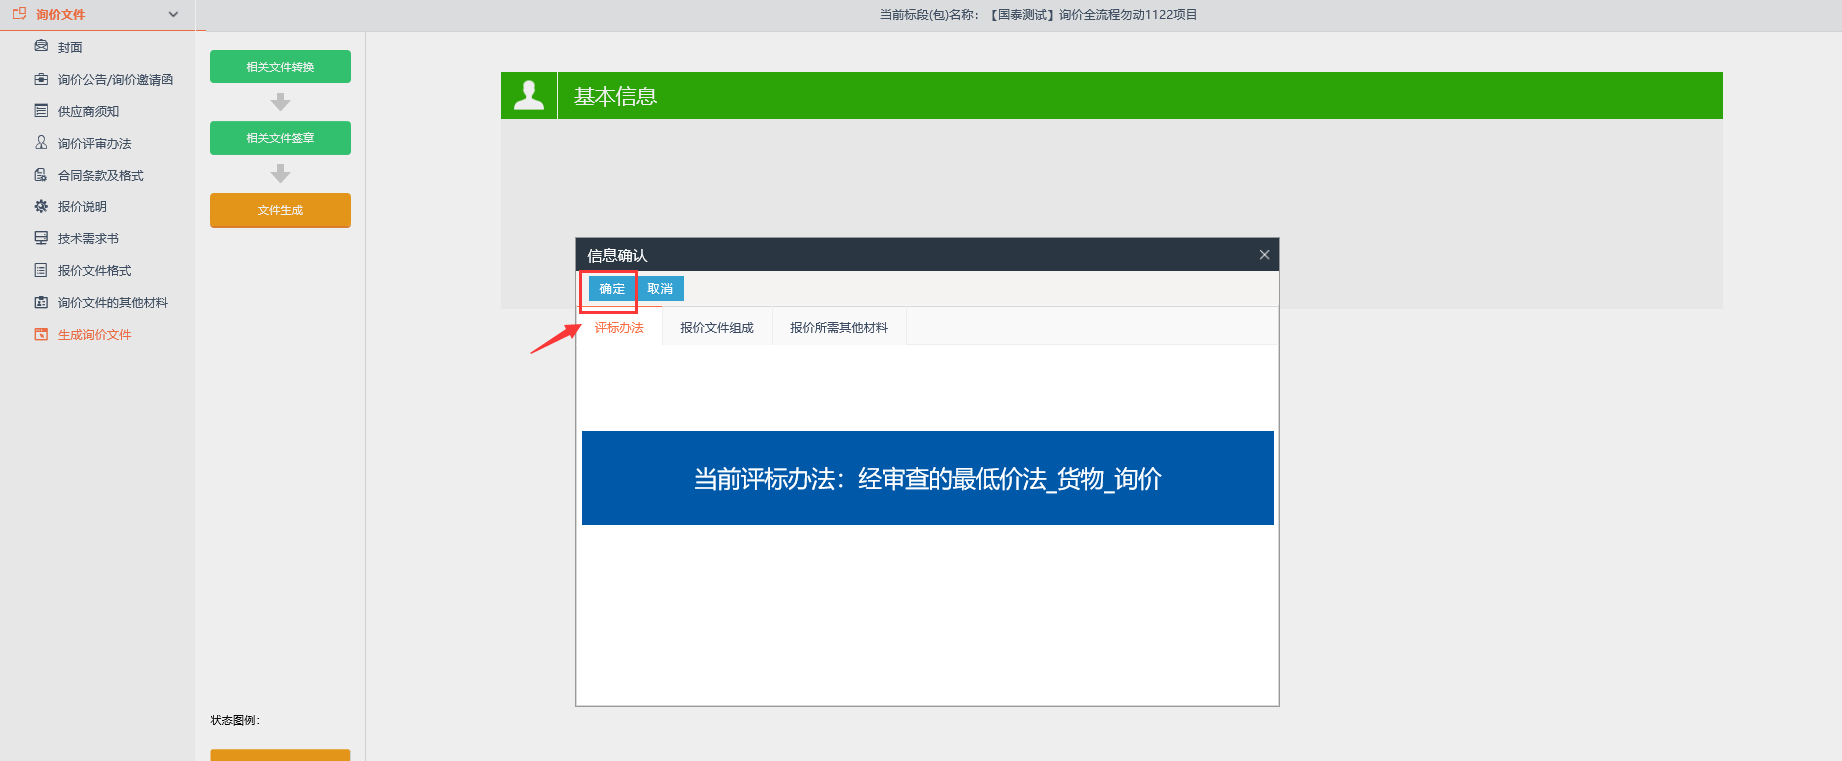 询价文件
当前标段(包)名称：【国泰测试】询价全流程勿动1122项目
封面
询价公告/询价邀请函
供应商须知
询价评审办法
合同条款及格式
报价说明
技术需求书
报价文件格式
询价文件的其他材料
生成询价文件
相关文件转换
相关文件签章
文件生成
状态图例：
基本信息
信息确认
确定 取消
评标办法 报价文件组成 报价所需其他材料
当前评标办法：经审查的最低价法_货物_询价